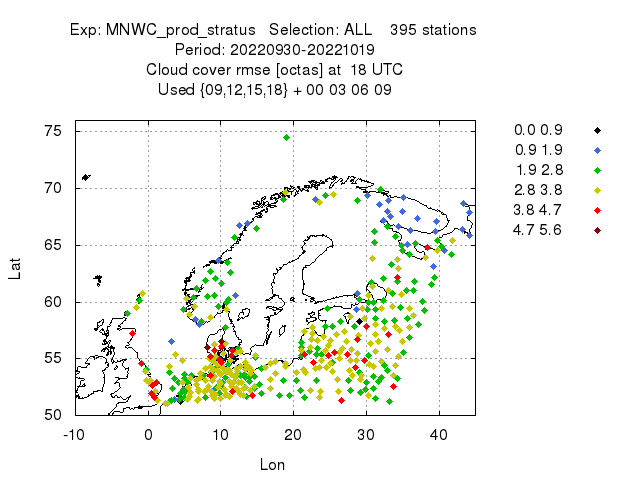 Exp: MNWC_prod_stratus   Selection: ALL    395 stations
Period: 20220930-20221019
Cloud cover rmse [octas] at  18 UTC
Used {09,12,15,18} + 00 03 06 09
75
70
65
60
55
50
-10 0 10 20 30 40
Lat
Lon
0.0 0.9
0.9 1.9
1.9 2.8
2.8 3.8
3.8 4.7
4.7 5.6